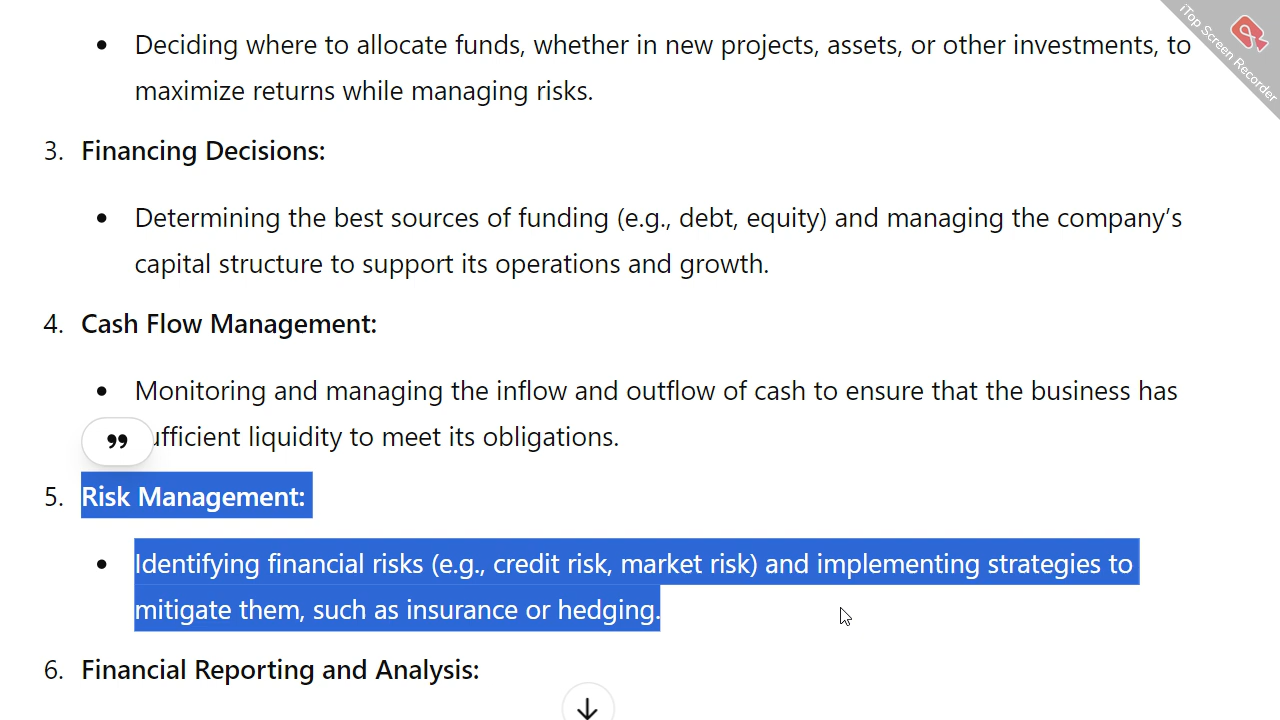 iTop Screen Recorder
• Deciding where to allocate funds, whether in new projects, assets, or other investments, to
maximize returns while managing risks.
3. Financing Decisions:
• Determining the best sources of funding (e.g., debt, equity) and managing the company’s
capital structure to support its operations and growth.
4. Cash Flow Management:
• Monitoring and managing the inflow and outflow of cash to ensure that the business has
ufficient liquidity to meet its obligations.
5. Risk Management:
• Identifying financial risks (e.g., credit risk, market risk) and implementing strategies to
mitigate them, such as insurance or hedging.
6. Financial Reporting and Analysis: